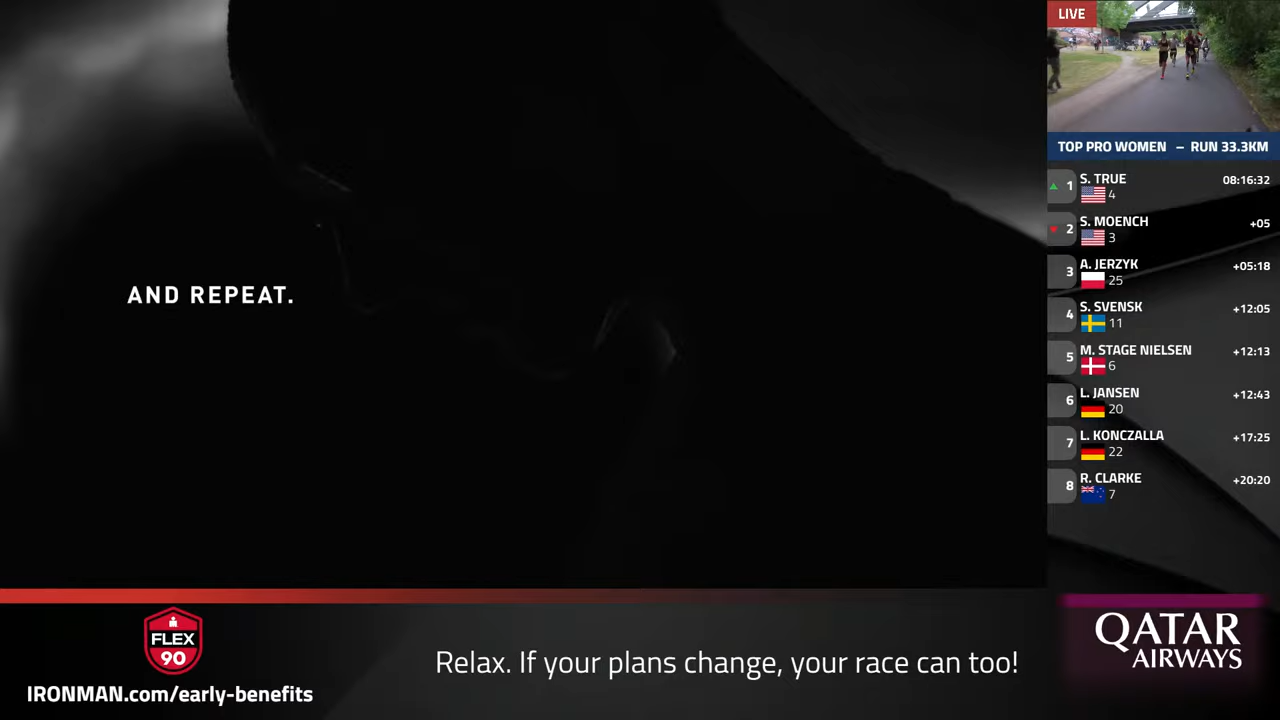 AND REPEAT.
LIVE
TOP PRO WOMEN – RUN 33.3KM
1 S. TRUE 08:16:32
4
2 S. MOENCH +05
3
3 A. JERZYK +05:18
25
4 S. SVENSK +12:05
11
5 M. STAGE NIELSEN +12:13
6
6 L. JANSEN +12:43
20
7 L. KONCZALLA +17:25
22
8 R. CLARKE +20:20
7
FLEX
90
IRONMAN.com/early-benefits
Relax. If your plans change, your race can too!
QATAR
AIRWAYS